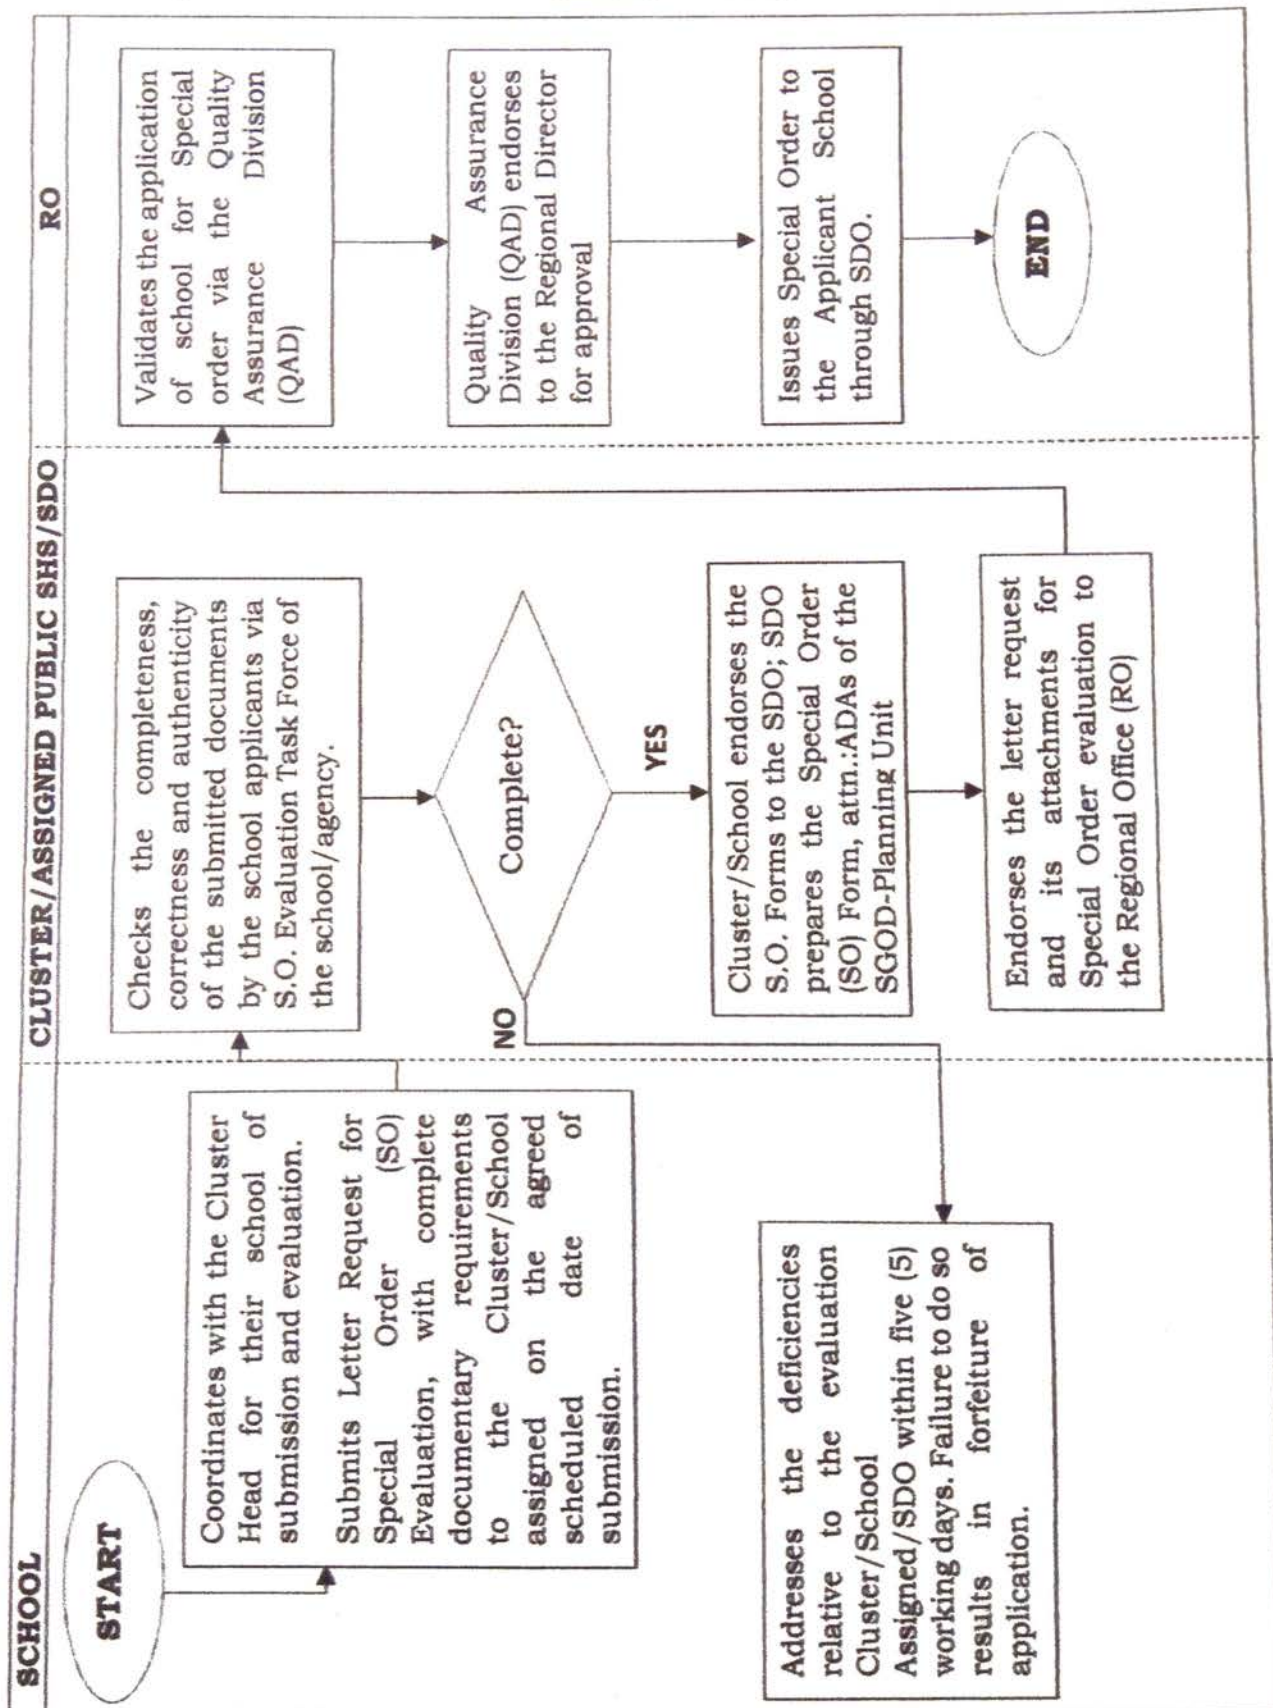 SCHOOL
CLUSTER/ASSIGNED PUBLIC SHS/SDO
RO
START
Coordinates with the Cluster
Head for their school of
submission and evaluation.
Submits Letter Request for
Special Order (SO)
Evaluation, with complete
documentary requirements
to the Cluster/School
assigned on the agreed
scheduled date of
submission.
Addresses the deficiencies
relative to the evaluation
Cluster/School
Assigned/SDO within five (5)
working days. Failure to do so
results in forfeiture of
application.
Checks the completeness,
correctness and authenticity
of the submitted documents
by the school applicants via
S.O. Evaluation Task Force of
the school/agency.
Complete?
NO
YES
Cluster/School endorses the
S.O. Forms to the SDO; SDO
prepares the Special Order
(SO) Form, attn.:ADAs of the
SGOD-Planning Unit
Endorses the letter request
and its attachments for
Special Order evaluation to
the Regional Office (RO)
Validates the application
of school for Special
order via the Quality
Assurance Division
(QAD)
Quality Assurance
Division (QAD) endorses
to the Regional Director
for approval
Issues Special Order to
the Applicant School
through SDO.
END